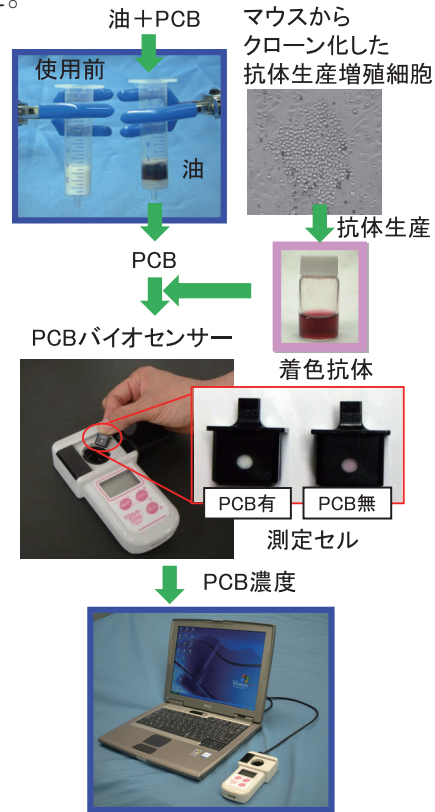 と。
油＋PCB
マウスから
クローン化した
抗体生産増殖細胞
使用前
油
抗体生産
PCB
PCBバイオセンサー
着色抗体
PCB有
PCB無
測定セル
PCB濃度